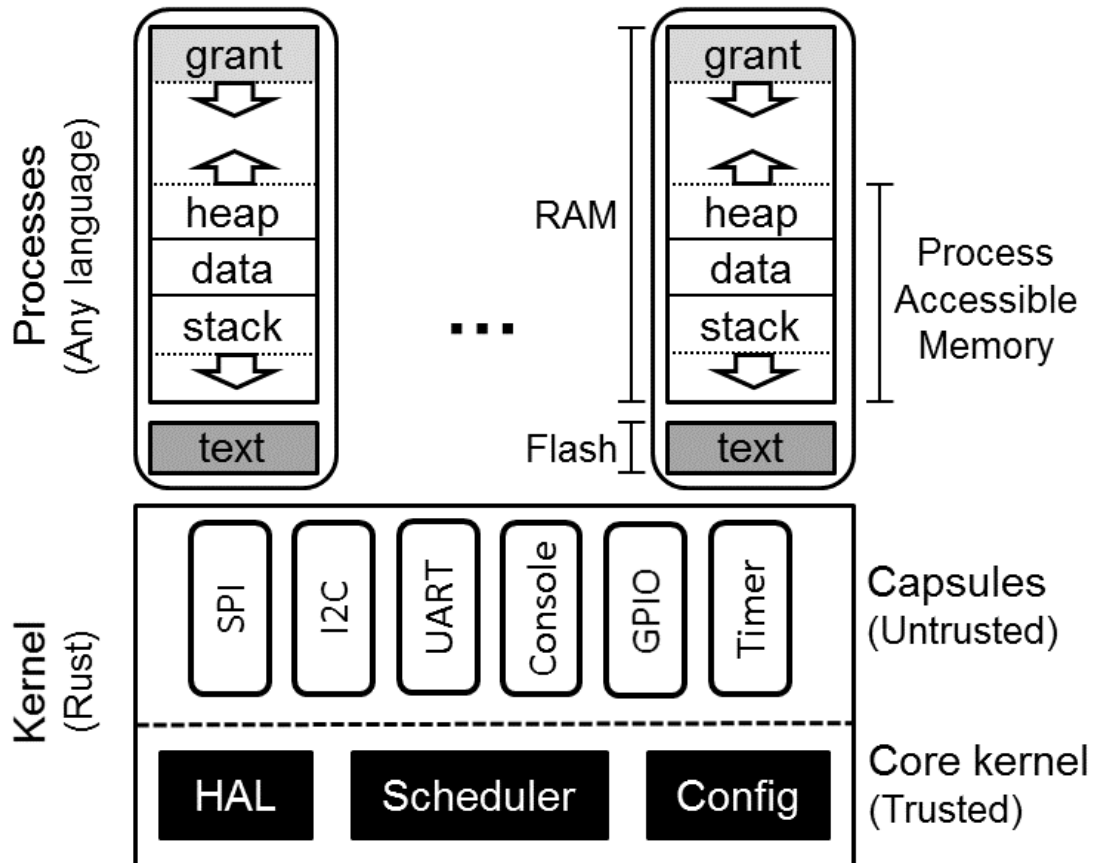 grant
heap
data
stack
text
Processes
(Any language)
...
RAM
Flash
grant
heap
data
stack
text
Process
Accessible
Memory
Kernel
(Rust)
SPI
I2C
UART
Console
GPIO
Timer
Capsules
(Untrusted)
HAL
Scheduler
Config
Core kernel
(Trusted)